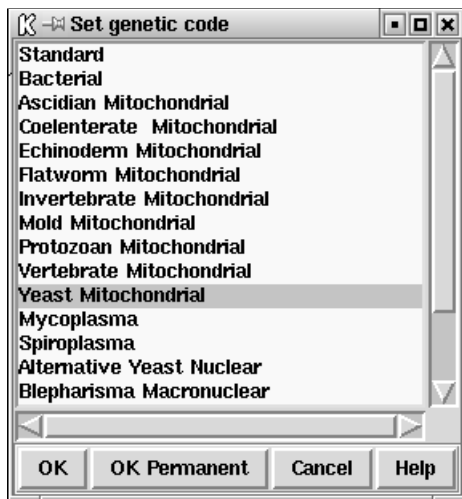 Set genetic code
Standard
Bacterial
Ascidian Mitochondrial
Coelenterate  Mitochondrial
Echinoderm Mitochondrial
Flatworm Mitochondrial
Invertebrate Mitochondrial
Mold Mitochondrial
Protozoan Mitochondrial
Vertebrate Mitochondrial
Yeast Mitochondrial
Mycoplasma
Spiroplasma
Alternative Yeast Nuclear
Blepharisma Macronuclear
OK OK Permanent Cancel Help